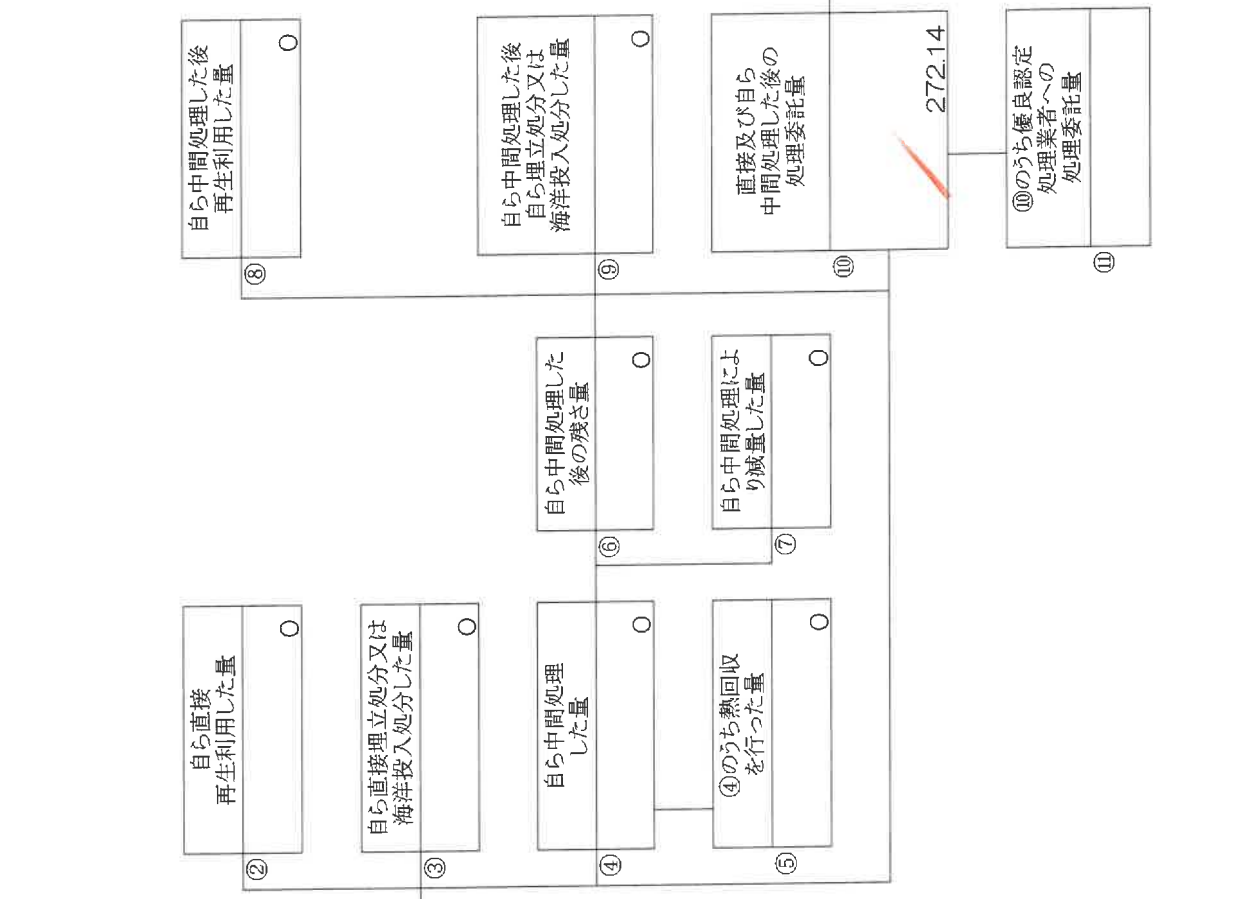 ②
自ら直接
再生利用した量
0
③
自ら直接埋立処分又は
海洋投入処分した量
0
④
自ら中間処理
した量
0
⑤
④のうち熱回収
を行った量
0
⑥
自ら中間処理した
後の残さ量
0
⑦
自ら中間処理によ
り減量した量
0
⑧
自ら中間処理した後
再生利用した量
0
⑨
自ら中間処理した後
自ら埋立処分又は
海洋投入処分した量
0
⑩
直接及び自ら
中間処理した後の
処理委託量
272.14
⑪
⑩のうち優良認定
処理業者への
処理委託量